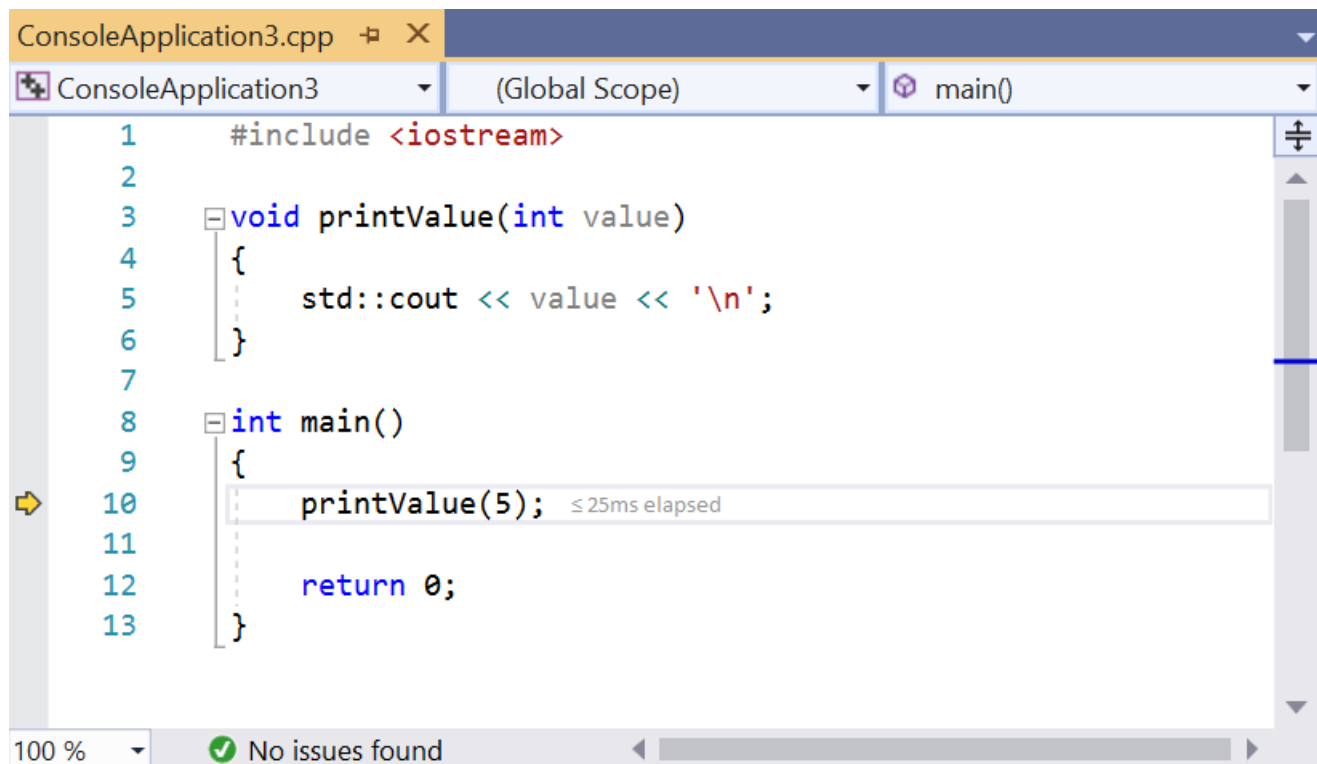 ConsoleApplication3.cpp
ConsoleApplication3 (Global Scope) main()
1 #include <iostream>
2
3 void printValue(int value)
4 {
5 std::cout << value << '\n';
6 }
7
8 int main()
9 {
10 printValue(5); ≤25ms elapsed
11
12 return 0;
13 }
100 % No issues found